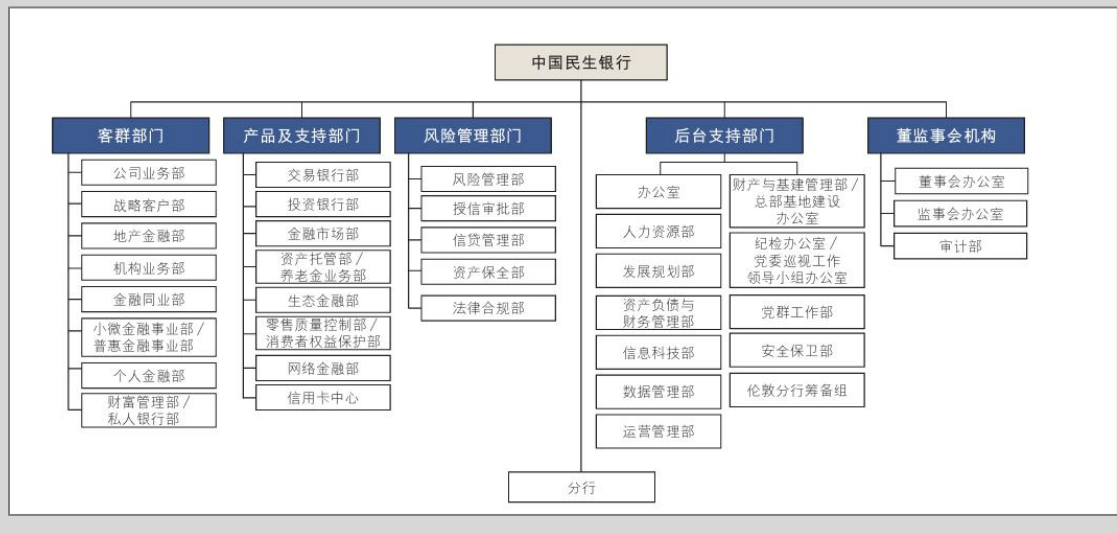 中国民生银行
客群部门
产品及支持部门
风险管理部门
后台支持部门
董监事会机构
公司业务部
战略客户部
地产金融部
机构业务部
金融同业部
小微金融事业部/
普惠金融事业部
个人金融部
财富管理部/
私人银行部
交易银行部
投资银行部
金融市场部
资产托管部/
养老金业务部
生态金融部
零售质量控制部/
消费者权益保护部
网络金融部
信用卡中心
风险管理部
授信审批部
信贷管理部
资产保全部
法律合规部
办公室
人力资源部
发展规划部
资产负债与
财务管理部
信息科技部
数据管理部
运营管理部
财产与基建管理部/
总部基地建设
办公室
纪检办公室/
党委巡视工作
领导小组办公室
党群工作部
安全保卫部
伦敦分行筹备组
董事会办公室
监事会办公室
审计部
分行